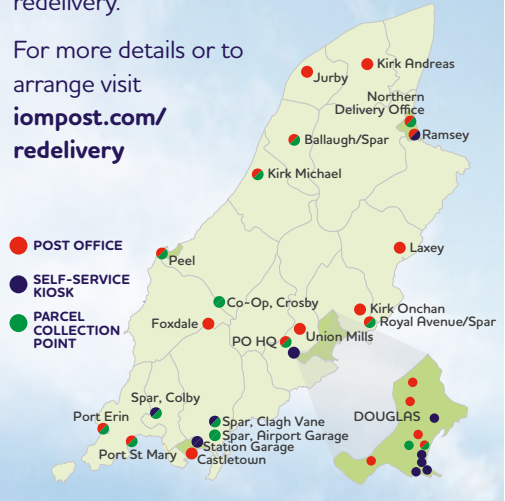 redelivery.
For more details or to
arrange visit
iompost.com/
redelivery
POST OFFICE
SELF-SERVICE
KIOSK
PARCEL
COLLECTION
POINT
Kirk Andreas
Jurby
Northern
Delivery Office
Ramsey
Ballaugh/Spar
Kirk Michael
Laxey
Peel
Co-Op, Crosby
Kirk Onchan
Royal Avenue/Spar
Foxdale
Union Mills
PO HQ
Spar, Colby
DOUGLAS
Port Erin
Spar, Clagh Vane
Spar, Airport Garage
Station Garage
Port St Mary
Castletown